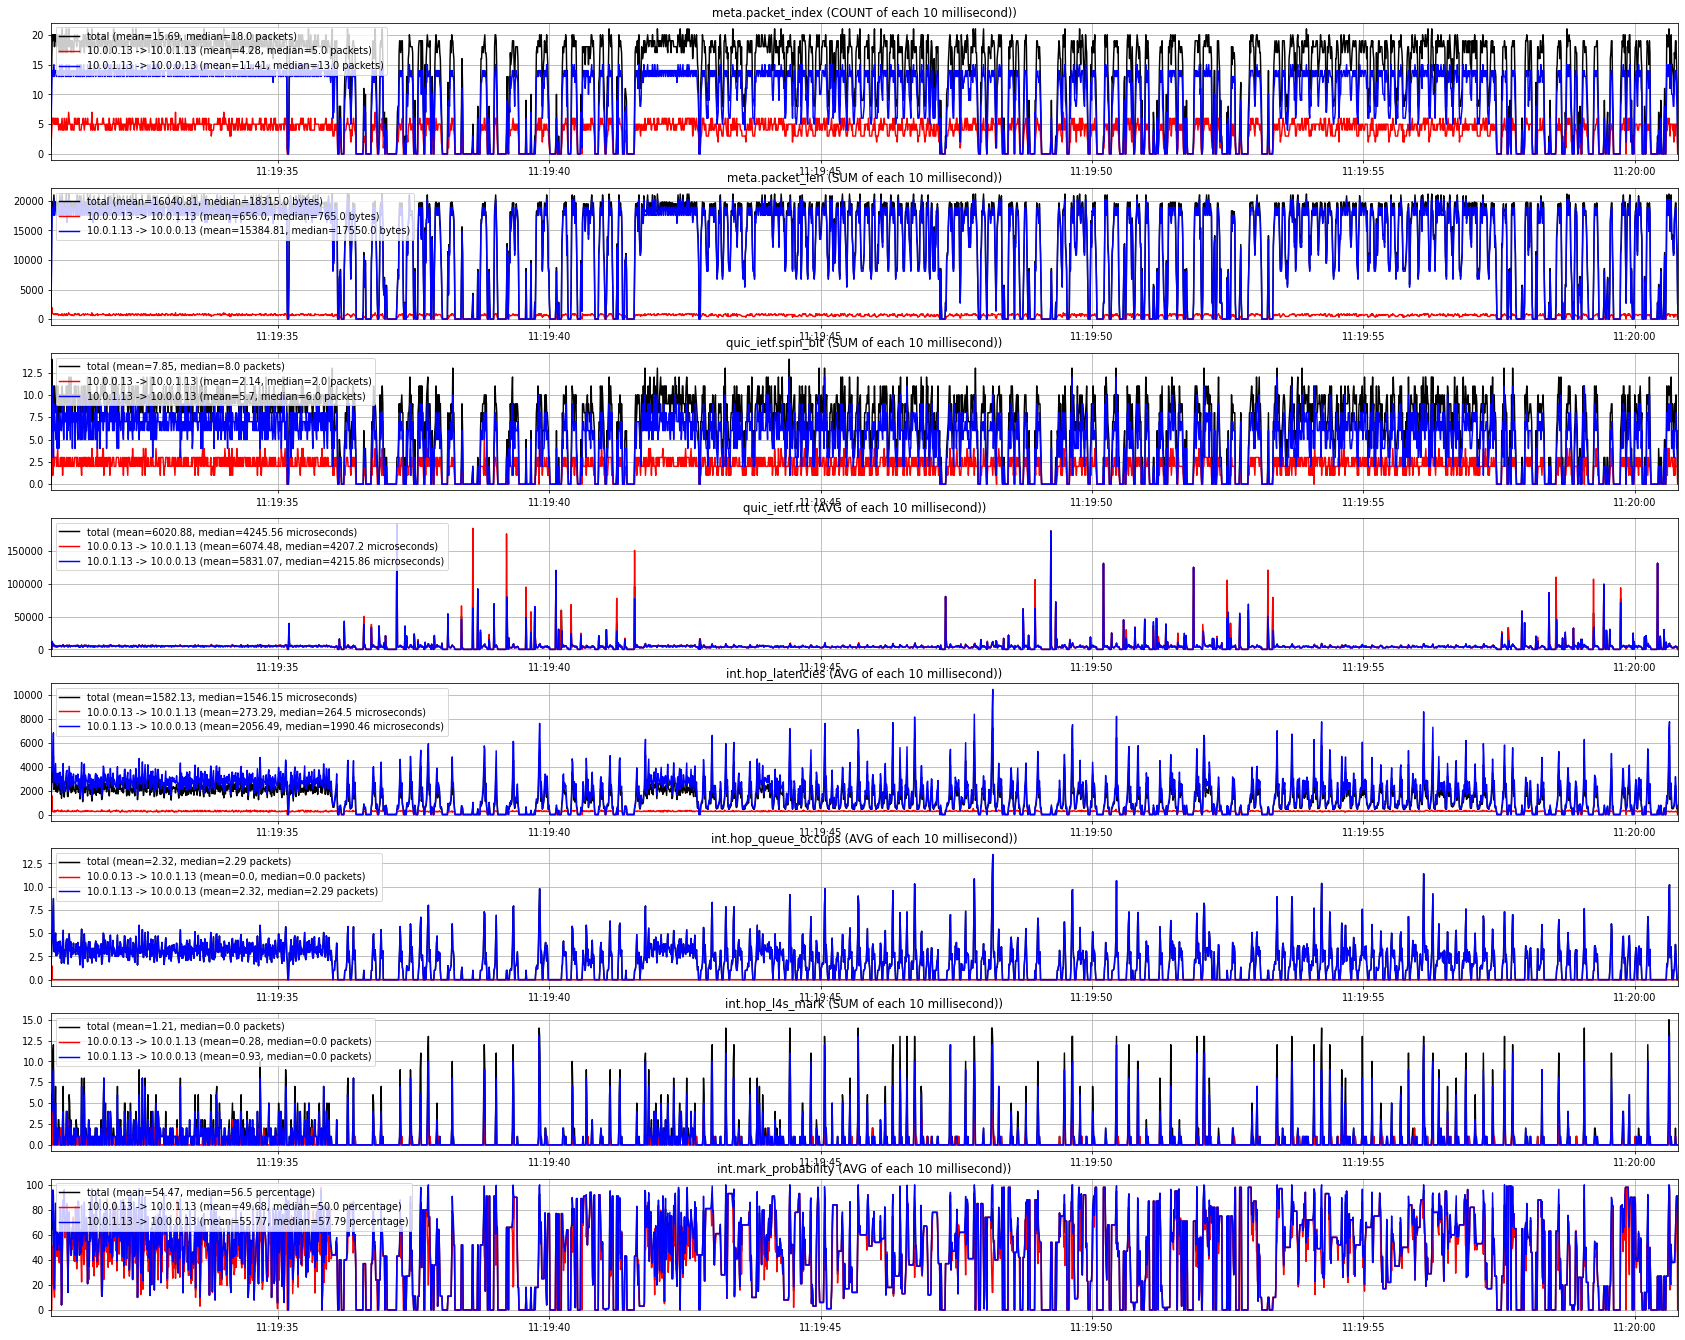 meta.packet_index (COUNT of each 10 millisecond))
total (mean=15.69, median=18.0 packets)
10.0.0.13 -> 10.0.1.13 (mean=4.28, median=5.0 packets)
10.0.1.13 -> 10.0.0.13 (mean=11.41, median=13.0 packets)
20
15
10
5
0
11:19:35 11:19:40 11:19:45 11:19:50 11:19:55 11:20:00
meta.packet_len (SUM of each 10 millisecond))
total (mean=16040.81, median=18315.0 bytes)
10.0.0.13 -> 10.0.1.13 (mean=656.0, median=765.0 bytes)
10.0.1.13 -> 10.0.0.13 (mean=15384.81, median=17550.0 bytes)
20000
15000
10000
5000
0
11:19:35 11:19:40 11:19:45 11:19:50 11:19:55 11:20:00
quic_ietf.spin_bit (SUM of each 10 millisecond))
total (mean=7.85, median=8.0 packets)
10.0.0.13 -> 10.0.1.13 (mean=2.14, median=2.0 packets)
10.0.1.13 -> 10.0.0.13 (mean=5.7, median=6.0 packets)
12.5
10.0
7.5
5.0
2.5
0.0
11:19:35 11:19:40 11:19:45 11:19:50 11:19:55 11:20:00
quic_ietf.rtt (AVG of each 10 millisecond))
total (mean=6020.88, median=4245.56 microseconds)
10.0.0.13 -> 10.0.1.13 (mean=6074.48, median=4207.2 microseconds)
10.0.1.13 -> 10.0.0.13 (mean=5831.07, median=4215.86 microseconds)
150000
100000
50000
0
11:19:35 11:19:40 11:19:45 11:19:50 11:19:55 11:20:00
int.hop_latencies (AVG of each 10 millisecond))
total (mean=1582.13, median=1546.15 microseconds)
10.0.0.13 -> 10.0.1.13 (mean=273.29, median=264.5 microseconds)
10.0.1.13 -> 10.0.0.13 (mean=2056.49, median=1990.46 microseconds)
10000
8000
6000
4000
2000
0
11:19:35 11:19:40 11:19:45 11:19:50 11:19:55 11:20:00
int.hop_queue_occups (AVG of each 10 millisecond))
total (mean=2.32, median=2.29 packets)
10.0.0.13 -> 10.0.1.13 (mean=0.0, median=0.0 packets)
10.0.1.13 -> 10.0.0.13 (mean=2.32, median=2.29 packets)
12.5
10.0
7.5
5.0
2.5
0.0
11:19:35 11:19:40 11:19:45 11:19:50 11:19:55 11:20:00
int.hop_l4s_mark (SUM of each 10 millisecond))
total (mean=1.21, median=0.0 packets)
10.0.0.13 -> 10.0.1.13 (mean=0.28, median=0.0 packets)
10.0.1.13 -> 10.0.0.13 (mean=0.93, median=0.0 packets)
15.0
12.5
10.0
7.5
5.0
2.5
0.0
11:19:35 11:19:40 11:19:45 11:19:50 11:19:55 11:20:00
int.mark_probability (AVG of each 10 millisecond))
total (mean=54.47, median=56.5 percentage)
10.0.0.13 -> 10.0.1.13 (mean=49.68, median=50.0 percentage)
10.0.1.13 -> 10.0.0.13 (mean=55.77, median=57.79 percentage)
100
80
60
40
20
0
11:19:35 11:19:40 11:19:45 11:19:50 11:19:55 11:20:00